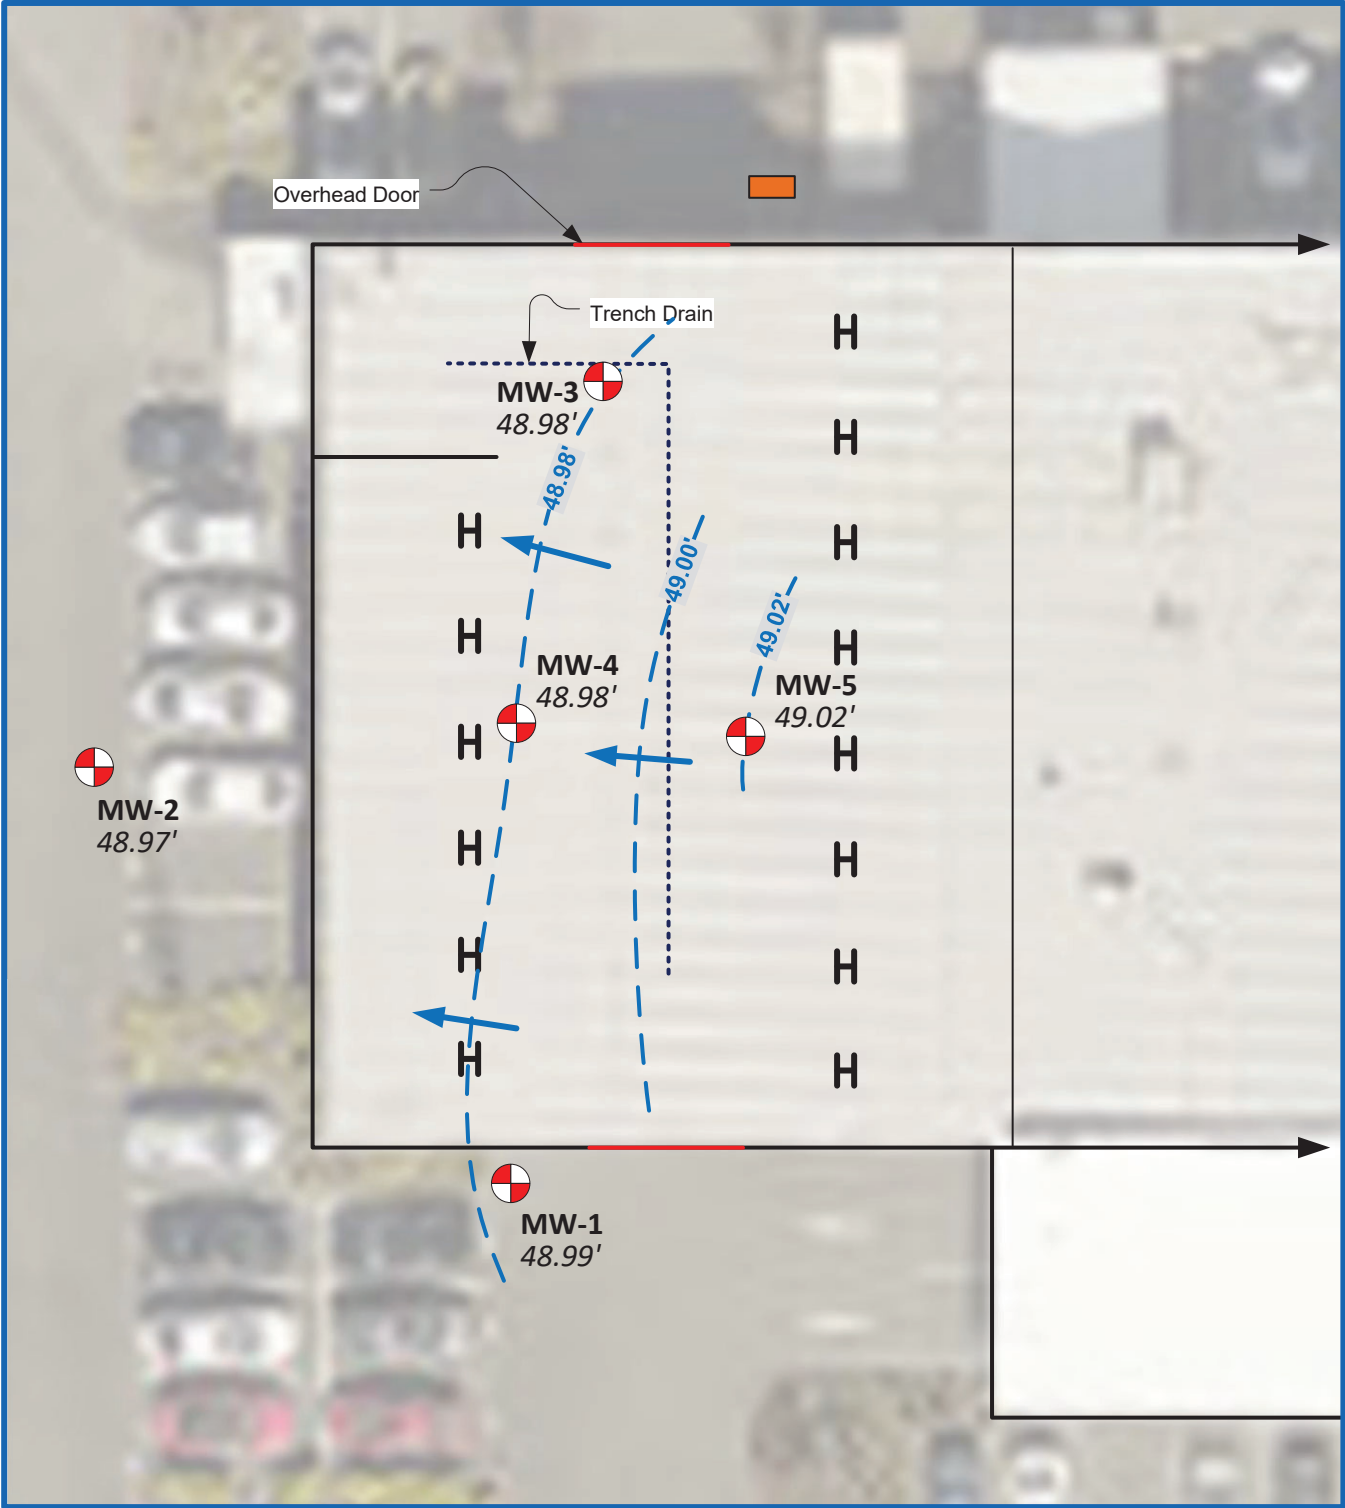 Overhead Door
Trench Drain
H
MW-3
48.98'
H
48.98'
H
H
49.00'
49.02'
H
H
MW-4
48.98'
MW-5
49.02'
H
H
MW-2
48.97'
H
H
H
H
H
H
MW-1
48.99'